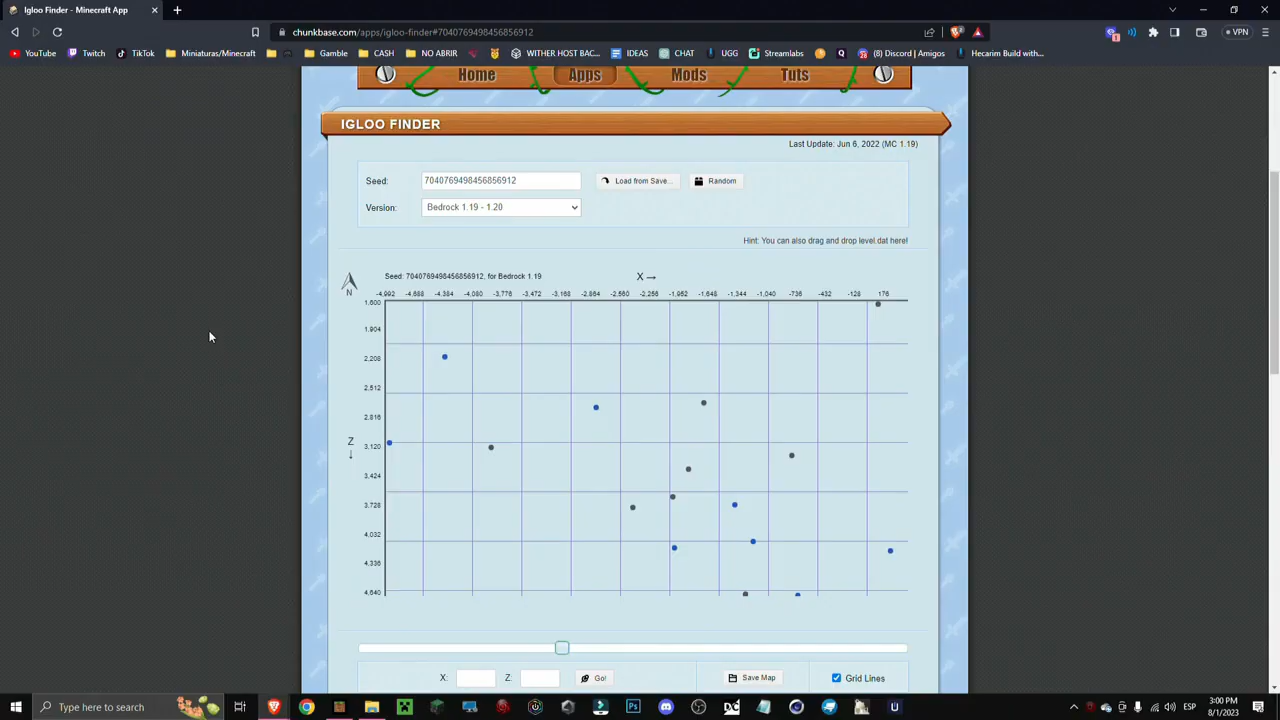 Igloo Finder - Minecraft App
chunkbase.com/apps/igloo-finder#7040769498456856912
VPN
YouTube Twitch TikTok Miniaturas/Minecraft Gamble CASH NO ABRIR WITHER HOST BAC... IDEAS CHAT UGG Streamlabs Q (8) Discord | Amigos Hecarim Build with...
Home Apps Mods Tuts
IGLOO FINDER
Last Update: Jun 6, 2022 (MC 1.19)
Seed: 7040769498456856912 Load from Save... Random
Version: Bedrock 1.19 - 1.20
Hint: You can also drag and drop level.dat here!
N
Seed: 7040769498456856912, for Bedrock 1.19 X →
-4,992 -4,688 -4,384 -4,080 -3,776 -3,472 -3,168 -2,864 -2,560 -2,256 -1,952 -1,648 -1,344 -1,040 -736 -432 -128 176
1,600
1,904
2,208
2,512
2,816
Z ↓
3,120
3,424
3,728
4,032
4,336
4,640
X: Z: Go! Save Map Grid Lines
Type here to search
ESP
3:00 PM
8/1/2023